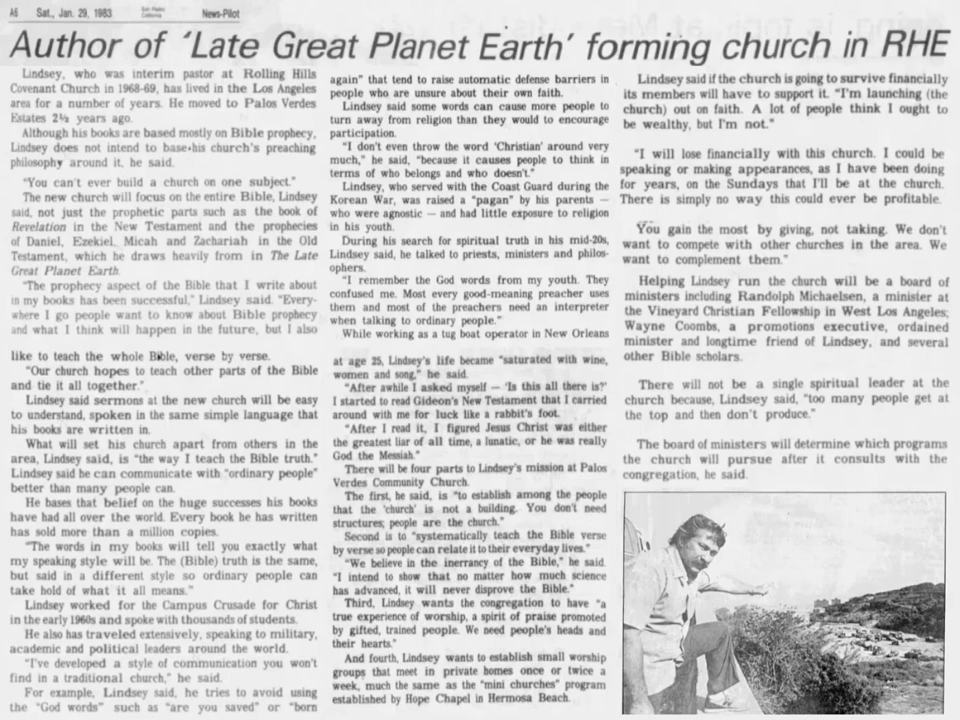 A6 Sat., Jan. 29, 1983 San Pedro California News-Pilot
Author of 'Late Great Planet Earth' forming church in RHE
Lindsey, who was interim pastor at Rolling Hills
Covenant Church in 1968-69, has lived in the Los Angeles
area for a number of years. He moved to Palos Verdes
Estates 2½ years ago.
Although his books are based mostly on Bible prophecy,
Lindsey does not intend to base his church's preaching
philosophy around it, he said.
"You can't ever build a church on one subject."
The new church will focus on the entire Bible, Lindsey
said, not just the prophetic parts such as the book of
Revelation in the New Testament and the prophecies
of Daniel, Ezekiel, Micah and Zachariah in the Old
Testament, which he draws heavily from in The Late
Great Planet Earth.
"The prophecy aspect of the Bible that I write about
in my books has been successful," Lindsey said. "Every-
where I go people want to know about Bible prophecy
and what I think will happen in the future, but I also
like to teach the whole Bible, verse by verse.
"Our church hopes to teach other parts of the Bible
and tie it all together."
Lindsey said sermons at the new church will be easy
to understand, spoken in the same simple language that
his books are written in.
What will set his church apart from others in the
area, Lindsey said, is "the way I teach the Bible truth."
Lindsey said he can communicate with "ordinary people"
better than many people can.
He bases that belief on the huge successes his books
have had all over the world. Every book he has written
has sold more than a million copies.
"The words in my books will tell you exactly what
my speaking style will be. The (Bible) truth is the same,
but said in a different style so ordinary people can
take hold of what it all means."
Lindsey worked for the Campus Crusade for Christ
in the early 1960s and spoke with thousands of students.
He also has traveled extensively, speaking to military,
academic and political leaders around the world.
"I've developed a style of communication you won't
find in a traditional church," he said.
For example, Lindsey said, he tries to avoid using
the "God words" such as "are you saved" or "born
again" that tend to raise automatic defense barriers in
people who are unsure about their own faith.
Lindsey said some words can cause more people to
turn away from religion than they would to encourage
participation.
"I don't even throw the word 'Christian' around very
much," he said, "because it causes people to think in
terms of who belongs and who doesn't."
Lindsey, who served with the Coast Guard during the
Korean War, was raised a "pagan" by his parents —
who were agnostic — and had little exposure to religion
in his youth.
During his search for spiritual truth in his mid-20s,
Lindsey said, he talked to priests, ministers and philos-
ophers.
"I remember the God words from my youth. They
confused me. Most every good-meaning preacher uses
them and most of the preachers need an interpreter
when talking to ordinary people."
While working as a tug boat operator in New Orleans
at age 25, Lindsey's life became "saturated with wine,
women and song," he said.
"After awhile I asked myself — 'Is this all there is?'
I started to read Gideon's New Testament that I carried
around with me for luck like a rabbit's foot.
"After I read it, I figured Jesus Christ was either
the greatest liar of all time, a lunatic, or he was really
God the Messiah."
There will be four parts to Lindsey's mission at Palos
Verdes Community Church.
The first, he said, is "to establish among the people
that the 'church' is not a building. You don't need
structures; people are the church."
Second is to "systematically teach the Bible verse
by verse so people can relate it to their everyday lives."
"We believe in the inerrancy of the Bible," he said.
"I intend to show that no matter how much science
has advanced, it will never disprove the Bible."
Third, Lindsey wants the congregation to have "a
true experience of worship, a spirit of praise promoted
by gifted, trained people. We need people's heads and
their hearts."
And fourth, Lindsey wants to establish small worship
groups that meet in private homes once or twice a
week, much the same as the "mini churches" program
established by Hope Chapel in Hermosa Beach.
Lindsey said if the church is going to survive financially
its members will have to support it. "I'm launching (the
church) out on faith. A lot of people think I ought to
be wealthy, but I'm not."
"I will lose financially with this church. I could be
speaking or making appearances, as I have been doing
for years, on the Sundays that I'll be at the church.
There is simply no way this could ever be profitable.
You gain the most by giving, not taking. We don't
want to compete with other churches in the area. We
want to complement them."
Helping Lindsey run the church will be a board of
ministers including Randolph Michaelsen, a minister at
the Vineyard Christian Fellowship in West Los Angeles;
Wayne Coombs, a promotions executive, ordained
minister and longtime friend of Lindsey, and several
other Bible scholars.
There will not be a single spiritual leader at the
church because, Lindsey said, "too many people get at
the top and then don't produce."
The board of ministers will determine which programs
the church will pursue after it consults with the
congregation, he said.